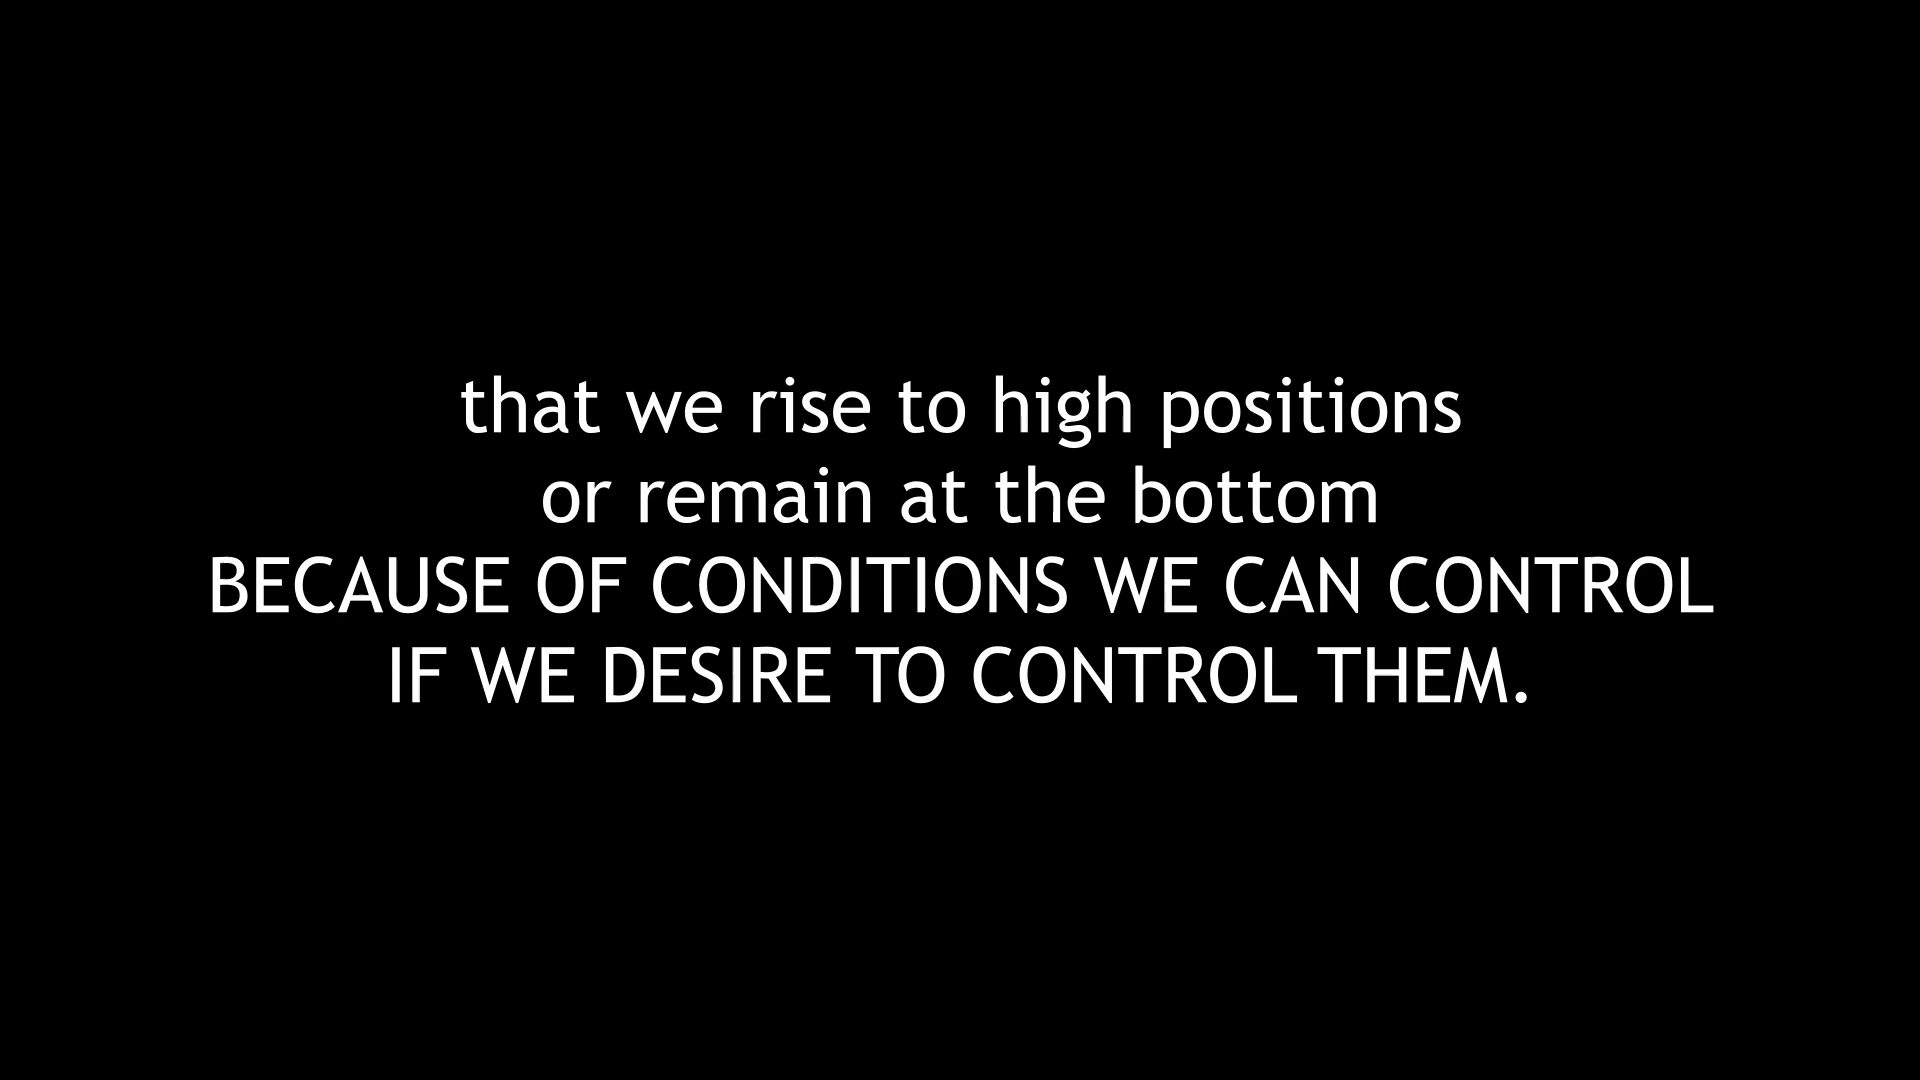 that we rise to high positions
or remain at the bottom
BECAUSE OF CONDITIONS WE CAN CONTROL
IF WE DESIRE TO CONTROL THEM.